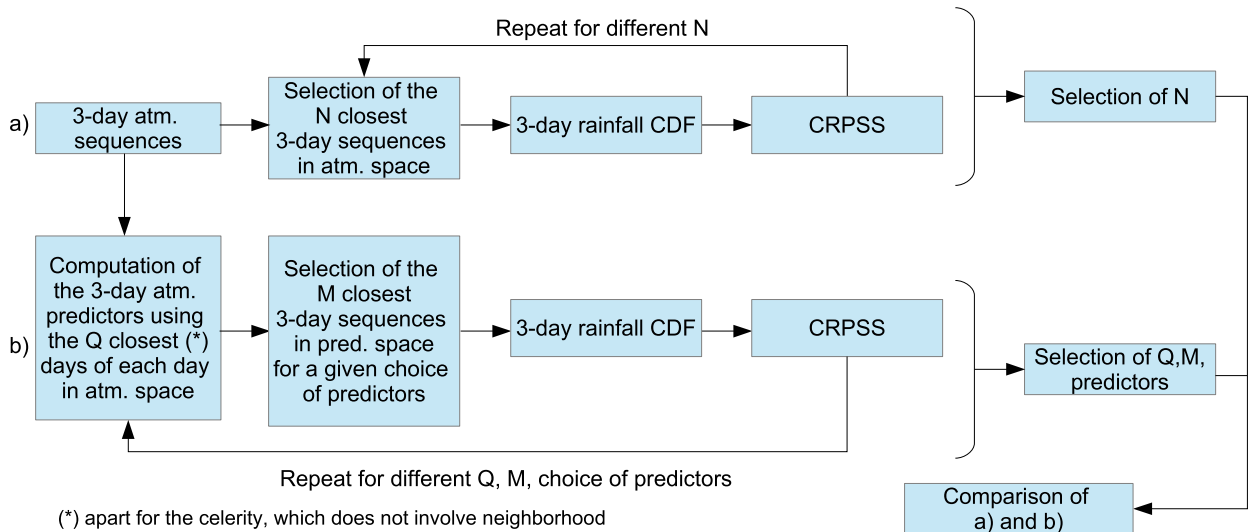 Repeat for different N
a)
3-day atm.
sequences
Selection of the
N closest
3-day sequences
in atm. space
3-day rainfall CDF
CRPSS
Selection of N
b)
Computation of
the 3-day atm.
predictors using
the Q closest (*)
days of each day
in atm. space
Selection of the
M closest
3-day sequences
in pred. space
for a given choice
of predictors
3-day rainfall CDF
CRPSS
Selection of Q,M,
predictors
Repeat for different Q, M, choice of predictors
Comparison of
a) and b)
(*) apart for the celerity, which does not involve neighborhood